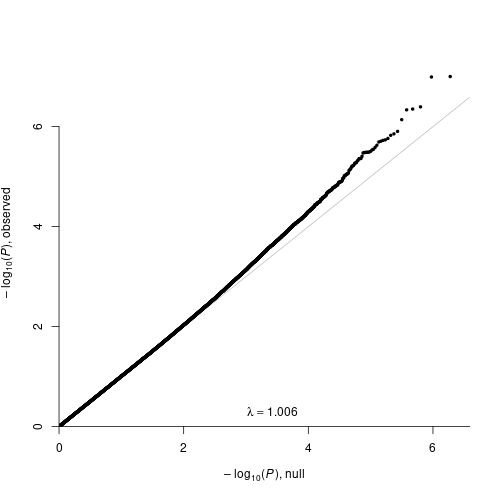 − log₁₀(P), observed
6
4
2
0
λ = 1.006
0 2 4 6
− log₁₀(P), null